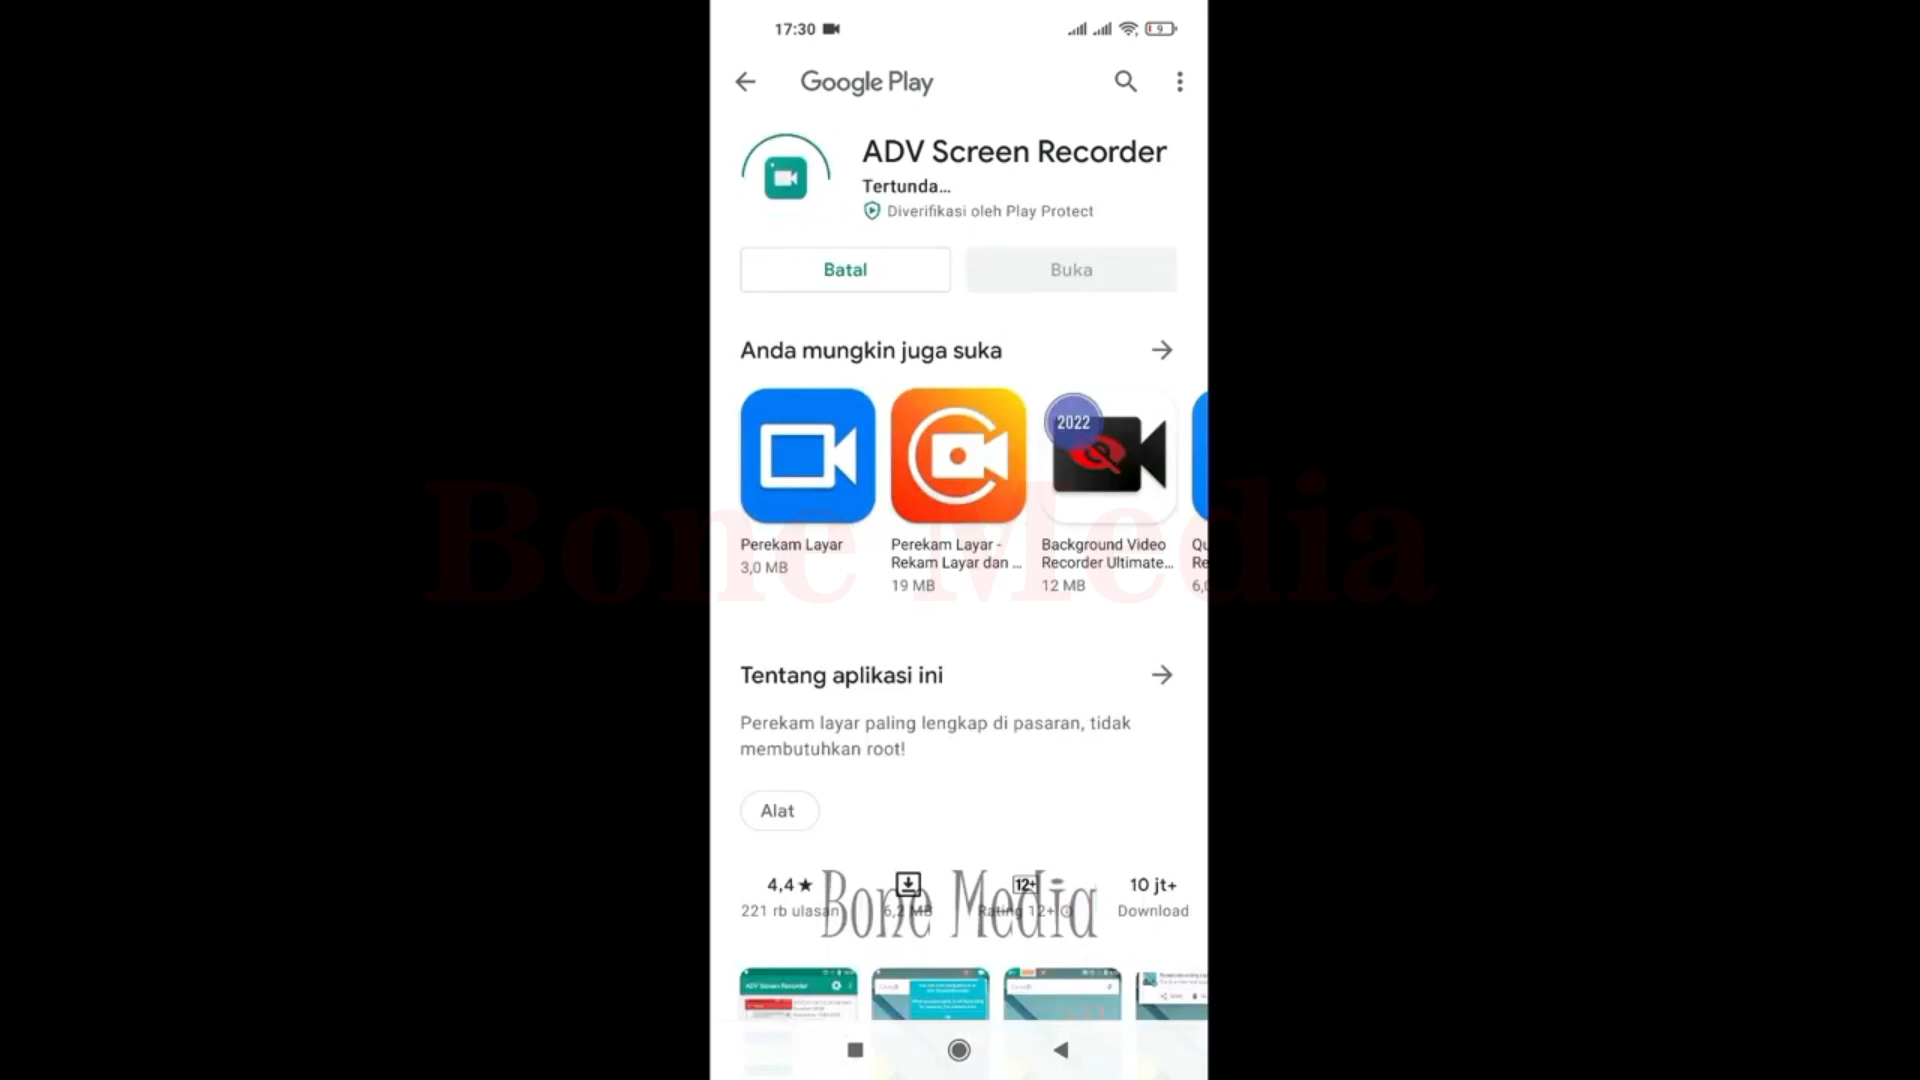 17:30
9
Google Play
ADV Screen Recorder
Tertunda...
Diverifikasi oleh Play Protect
Batal
Buka
Anda mungkin juga suka
2022
Perekam Layar
3,0 MB
Perekam Layar -
Rekam Layar dan ...
19 MB
Background Video
Recorder Ultimate...
12 MB
Qu
Re
6,0
Bone Media
Tentang aplikasi ini
Perekam layar paling lengkap di pasaran, tidak
membutuhkan root!
Alat
4,4★
221 rb ulasan
6,2 MB
12+
Rating 12+
10 jt+
Download
Bone Media
ADV Screen Recorder